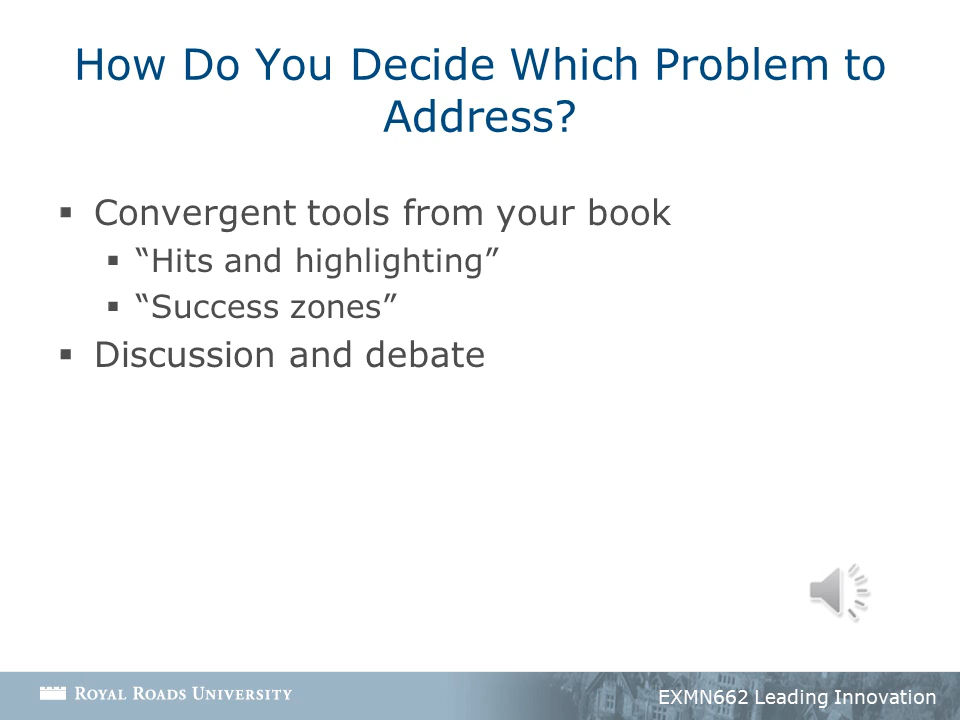 How Do You Decide Which Problem to
Address?
▪ Convergent tools from your book
▪ “Hits and highlighting”
▪ “Success zones”
▪ Discussion and debate
ROYAL ROADS UNIVERSITY
EXMN662 Leading Innovation